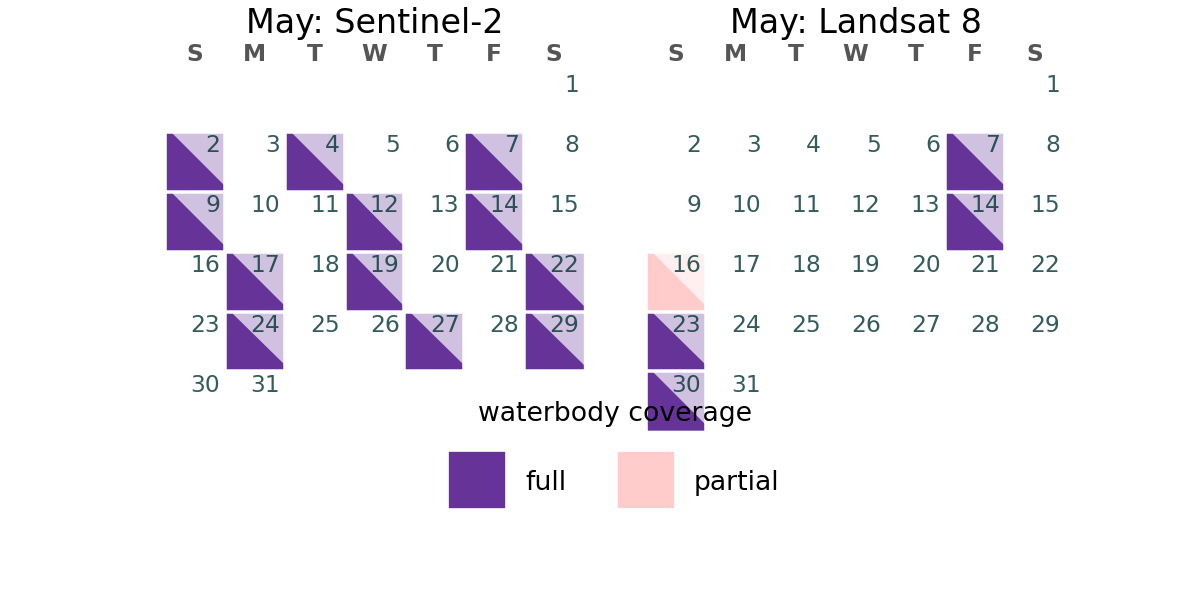 May: Sentinel-2 May: Landsat 8
S M T W T F S S M T W T F S
1 1
2 3 4 5 6 7 8 2 3 4 5 6 7 8
9 10 11 12 13 14 15 9 10 11 12 13 14 15
16 17 18 19 20 21 22 16 17 18 19 20 21 22
23 24 25 26 27 28 29 23 24 25 26 27 28 29
30 31 30 31
waterbody coverage
full partial